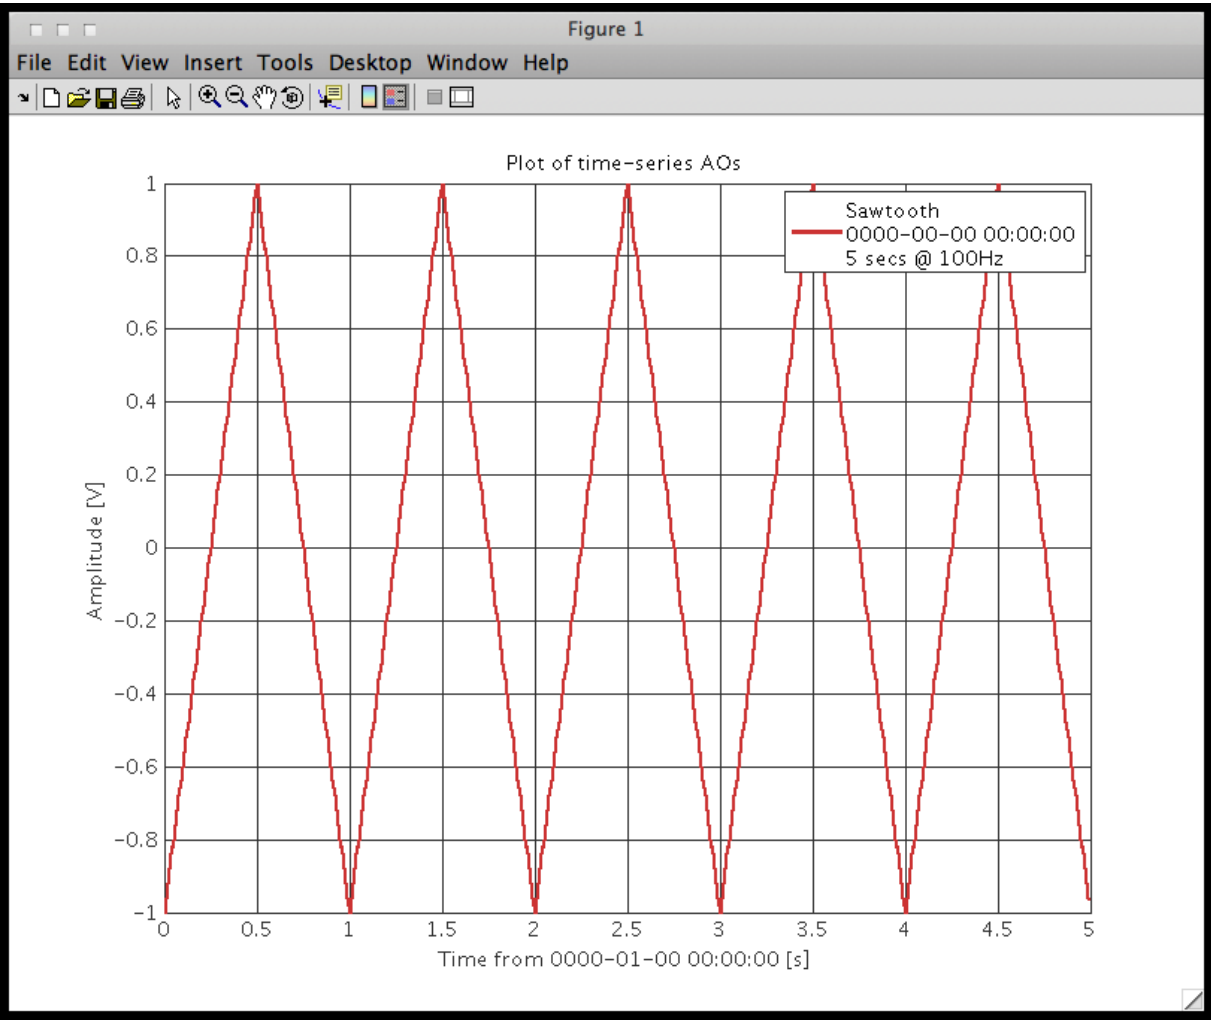 Figure 1
File Edit View Insert Tools Desktop Window Help
Plot of time-series AOs
Sawtooth
0000-00-00 00:00:00
5 secs @ 100Hz
1
0.8
0.6
0.4
0.2
0
-0.2
-0.4
-0.6
-0.8
-1
Amplitude [V]
0 0.5 1 1.5 2 2.5 3 3.5 4 4.5 5
Time from 0000-01-00 00:00:00 [s]